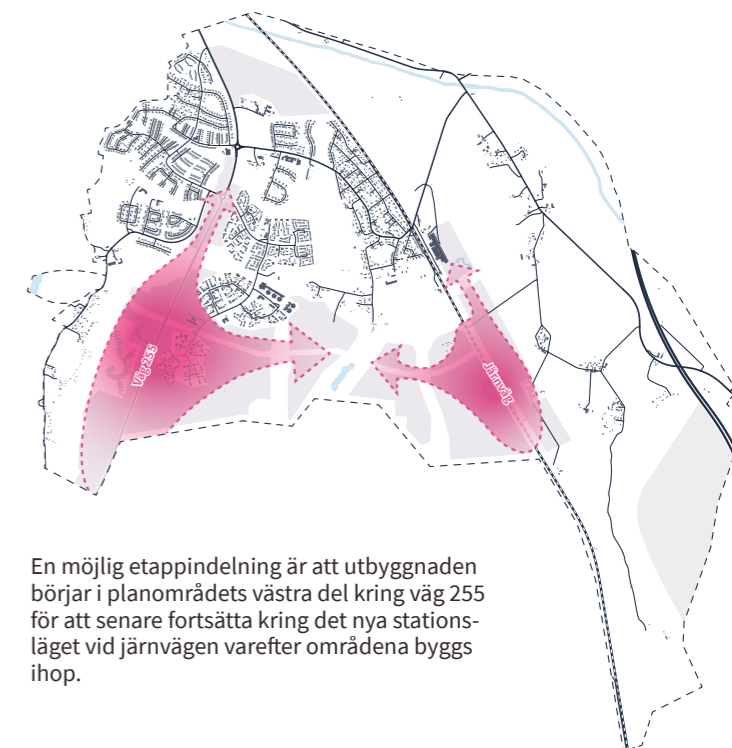 Väg 255
Järnväg
En möjlig etappindelning är att utbyggnaden
börjar i planområdets västra del kring väg 255
för att senare fortsätta kring det nya stations-
läget vid järnvägen varefter områdena byggs
ihop.